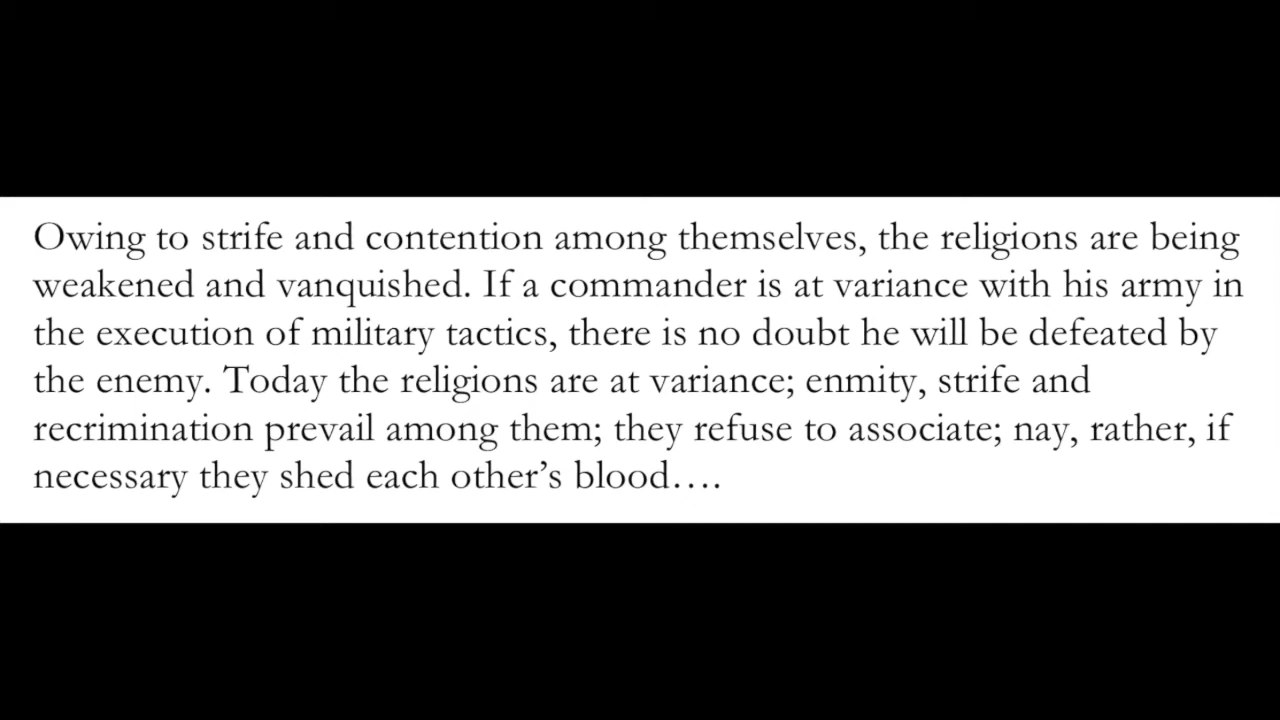 Owing to strife and contention among themselves, the religions are being
weakened and vanquished. If a commander is at variance with his army in
the execution of military tactics, there is no doubt he will be defeated by
the enemy. Today the religions are at variance; enmity, strife and
recrimination prevail among them; they refuse to associate; nay, rather, if
necessary they shed each other’s blood….